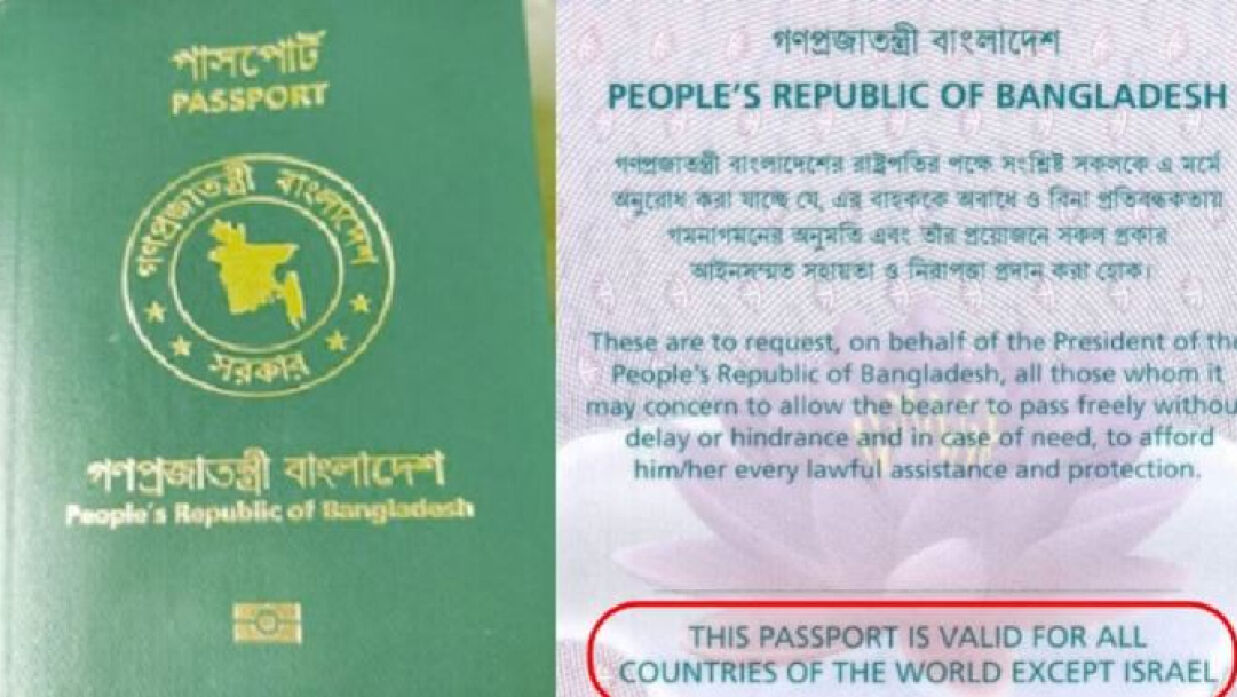 পাসপোর্ট
PASSPORT
গণপ্রজাতন্ত্রী বাংলাদেশ
সরকার
গণপ্রজাতন্ত্রী বাংলাদেশ
People's Republic of Bangladesh
গণপ্রজাতন্ত্রী বাংলাদেশ
PEOPLE'S REPUBLIC OF BANGLADESH
গণপ্রজাতন্ত্রী বাংলাদেশের রাষ্ট্রপতির পক্ষে সংশ্লিষ্ট সকলকে এ মর্মে
অনুরোধ করা যাচ্ছে যে, এর বাহককে অবাধে ও বিনা প্রতিবন্ধকতায়
গমনাগমনের অনুমতি এবং তাঁর প্রয়োজনে সকল প্রকার
আইনসম্মত সহায়তা ও নিরাপত্তা প্রদান করা হোক।
These are to request, on behalf of the President of the
People's Republic of Bangladesh, all those whom it
may concern to allow the bearer to pass freely withou
delay or hindrance and in case of need, to afford
him/her every lawful assistance and protection.
THIS PASSPORT IS VALID FOR ALL
COUNTRIES OF THE WORLD EXCEPT ISRAEL